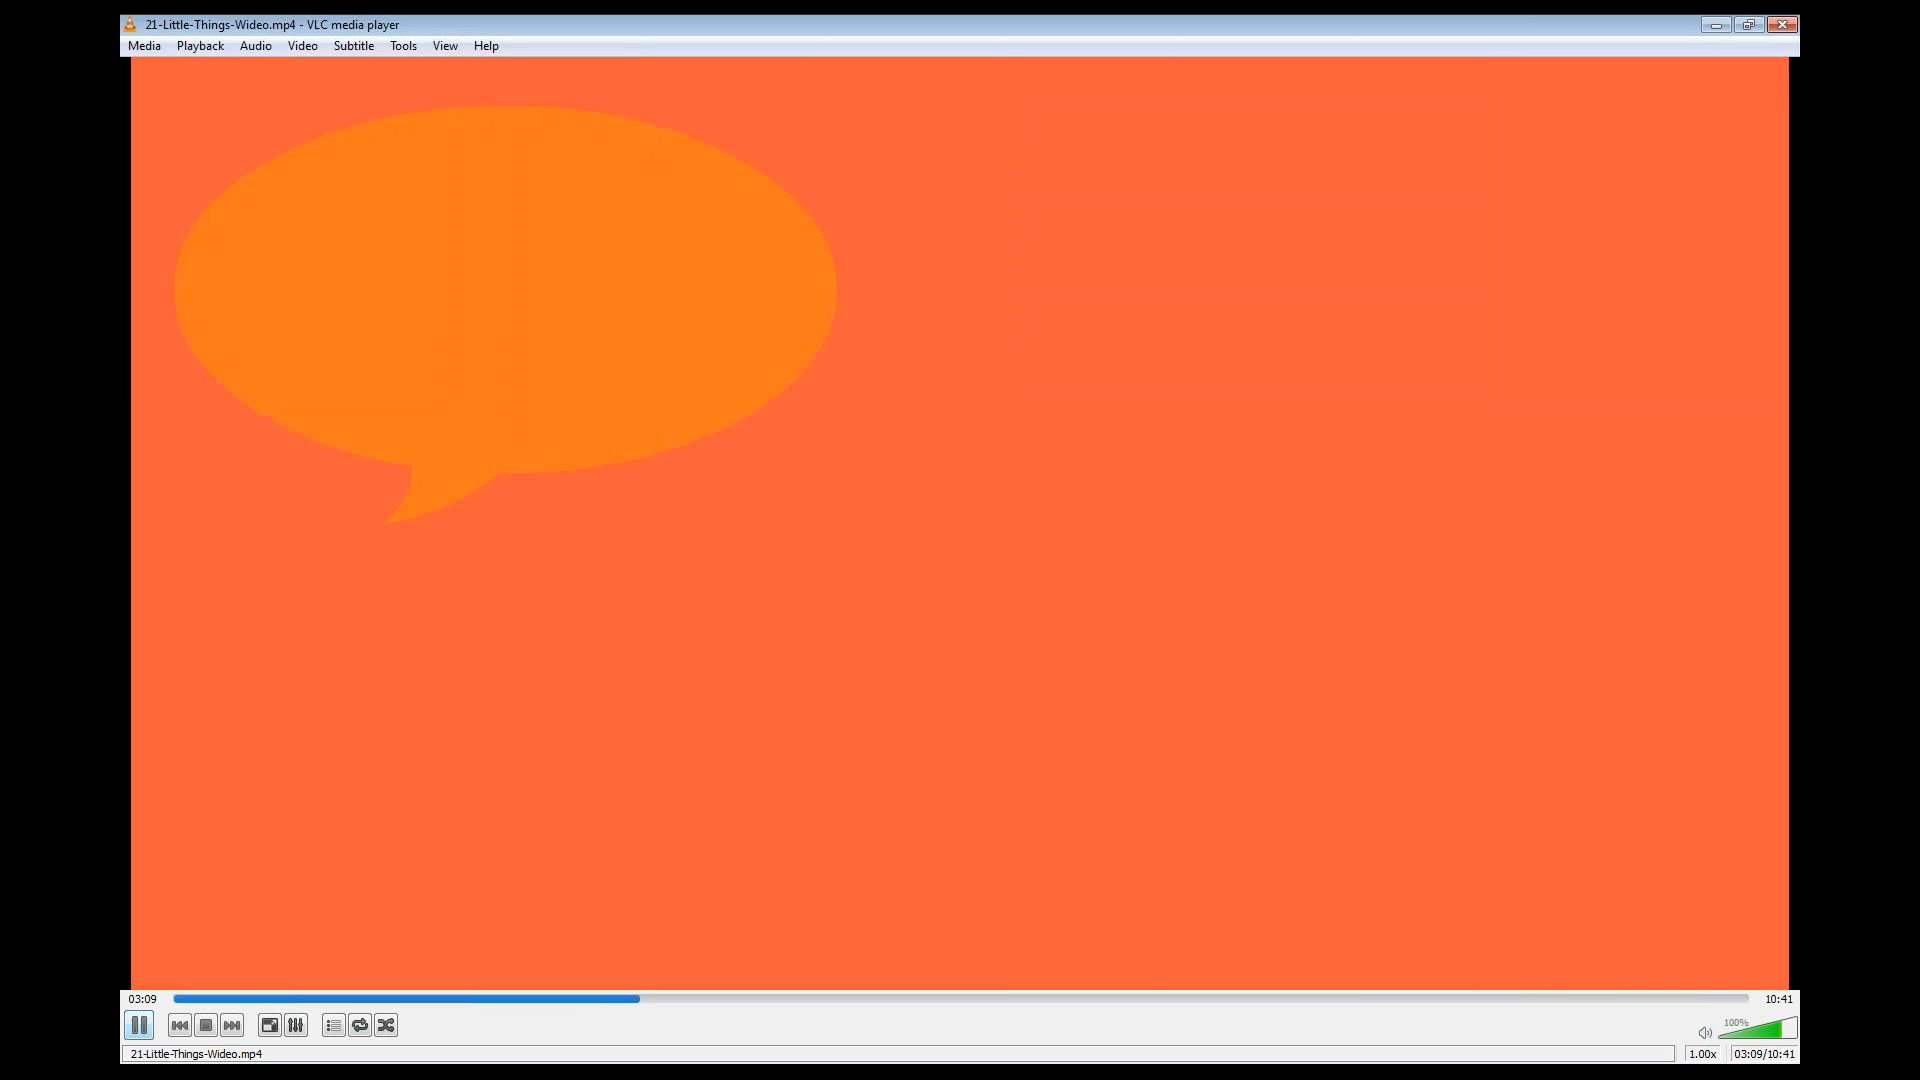 21-Little-Things-Wideo.mp4 - VLC media player
Media Playback Audio Video Subtitle Tools View Help
03:09 10:41
100%
21-Little-Things-Wideo.mp4 1.00x 03:09/10:41